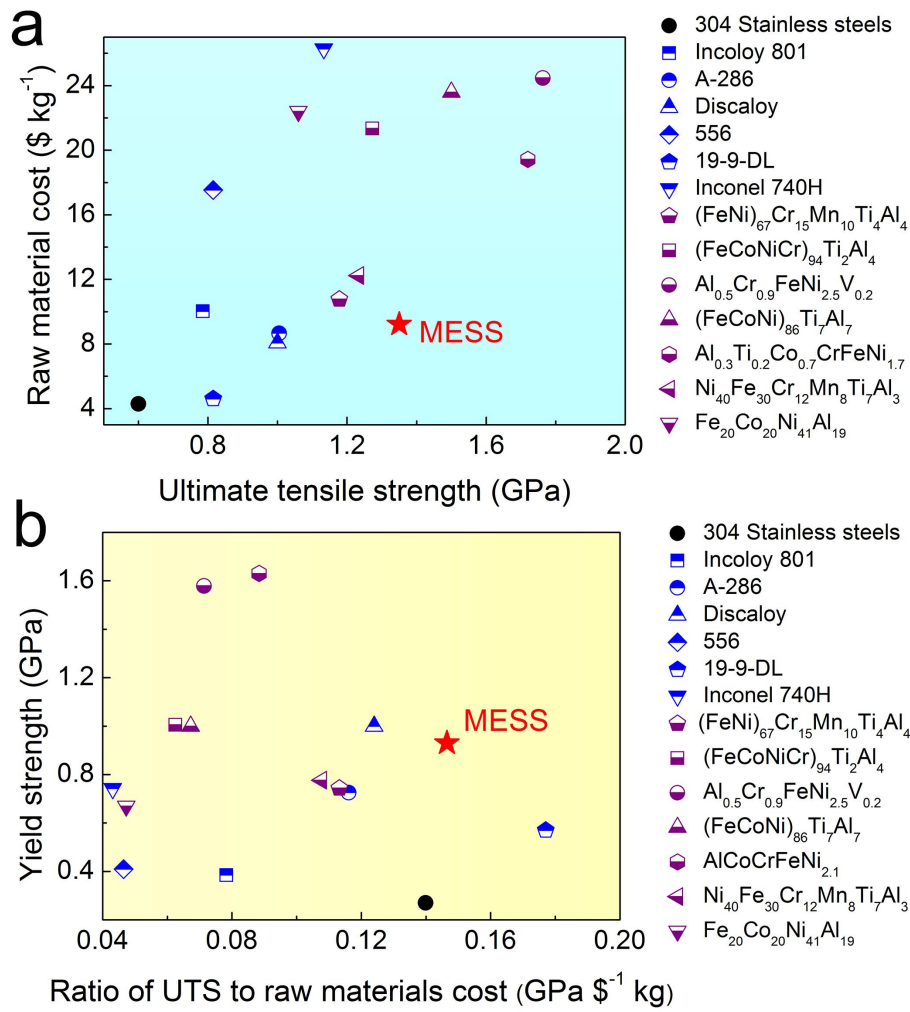 a
Raw material cost ($ kg⁻¹)
24
20
16
12
8
4
0.8 1.2 1.6 2.0
Ultimate tensile strength (GPa)
MESS
304 Stainless steels
Incoloy 801
A-286
Discaloy
556
19-9-DL
Inconel 740H
(FeNi)₆₇Cr₁₅Mn₁₀Ti₄Al₄
(FeCoNiCr)₉₄Ti₂Al₄
Al₀.₅Cr₀.₉FeNi₂.₅V₀.₂
(FeCoNi)₈₆Ti₇Al₇
Al₀.₃Ti₀.₂Co₀.₇CrFeNi₁.₇
Ni₄₀Fe₃₀Cr₁₂Mn₈Ti₇Al₃
Fe₂₀Co₂₀Ni₄₁Al₁₉
b
Yield strength (GPa)
1.6
1.2
0.8
0.4
0.04 0.08 0.12 0.16 0.20
Ratio of UTS to raw materials cost (GPa $⁻¹ kg)
MESS
304 Stainless steels
Incoloy 801
A-286
Discaloy
556
19-9-DL
Inconel 740H
(FeNi)₆₇Cr₁₅Mn₁₀Ti₄Al₄
(FeCoNiCr)₉₄Ti₂Al₄
Al₀.₅Cr₀.₉FeNi₂.₅V₀.₂
(FeCoNi)₈₆Ti₇Al₇
AlCoCrFeNi₂.₁
Ni₄₀Fe₃₀Cr₁₂Mn₈Ti₇Al₃
Fe₂₀Co₂₀Ni₄₁Al₁₉